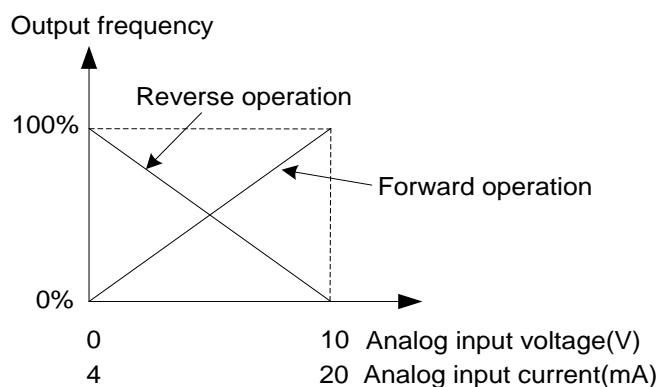 Output frequency
Reverse operation
100%
Forward operation
0%
0 10 Analog input voltage(V)
4 20 Analog input current(mA)